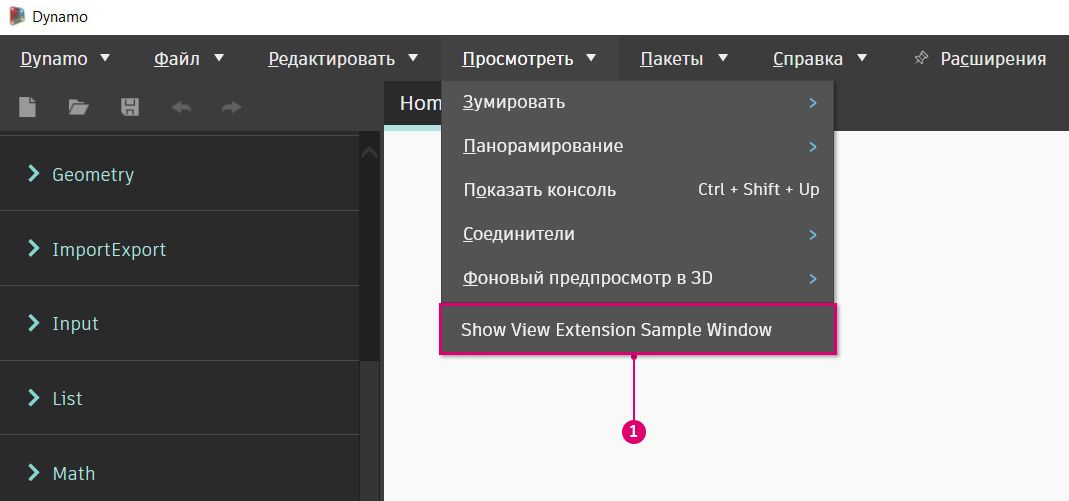 Dynamo
Dynamo Файл Редактировать Просмотреть Пакеты Справка Расширения
Hom
Зумировать
Панорамирование
Показать консоль Ctrl + Shift + Up
Соединители
Фоновый предпросмотр в 3D
Show View Extension Sample Window
1
Geometry
ImportExport
Input
List
Math